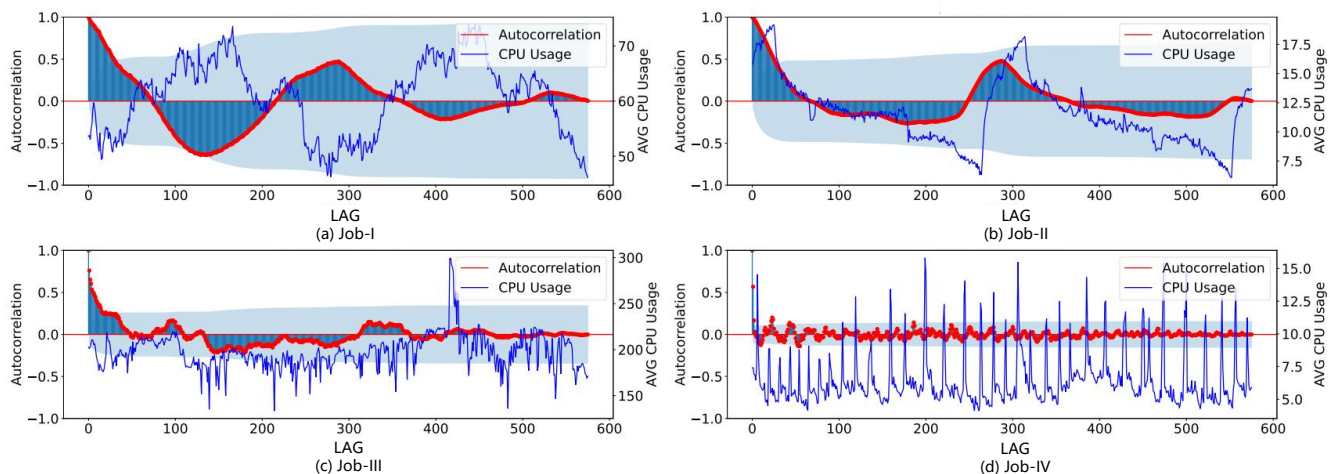 1.0
0.5
0.0
−0.5
−1.0
Autocorrelation
Autocorrelation
CPU Usage
70
60
50
AVG CPU Usage
0 100 200 300 400 500 600
LAG
(a) Job-I
1.0
0.5
0.0
−0.5
−1.0
Autocorrelation
Autocorrelation
CPU Usage
17.5
15.0
12.5
10.0
7.5
AVG CPU Usage
0 100 200 300 400 500 600
LAG
(b) Job-II
1.0
0.5
0.0
−0.5
−1.0
Autocorrelation
Autocorrelation
CPU Usage
300
250
200
150
AVG CPU Usage
0 100 200 300 400 500 600
LAG
(c) Job-III
1.0
0.5
0.0
−0.5
−1.0
Autocorrelation
Autocorrelation
CPU Usage
15.0
12.5
10.0
7.5
5.0
AVG CPU Usage
0 100 200 300 400 500 600
LAG
(d) Job-IV